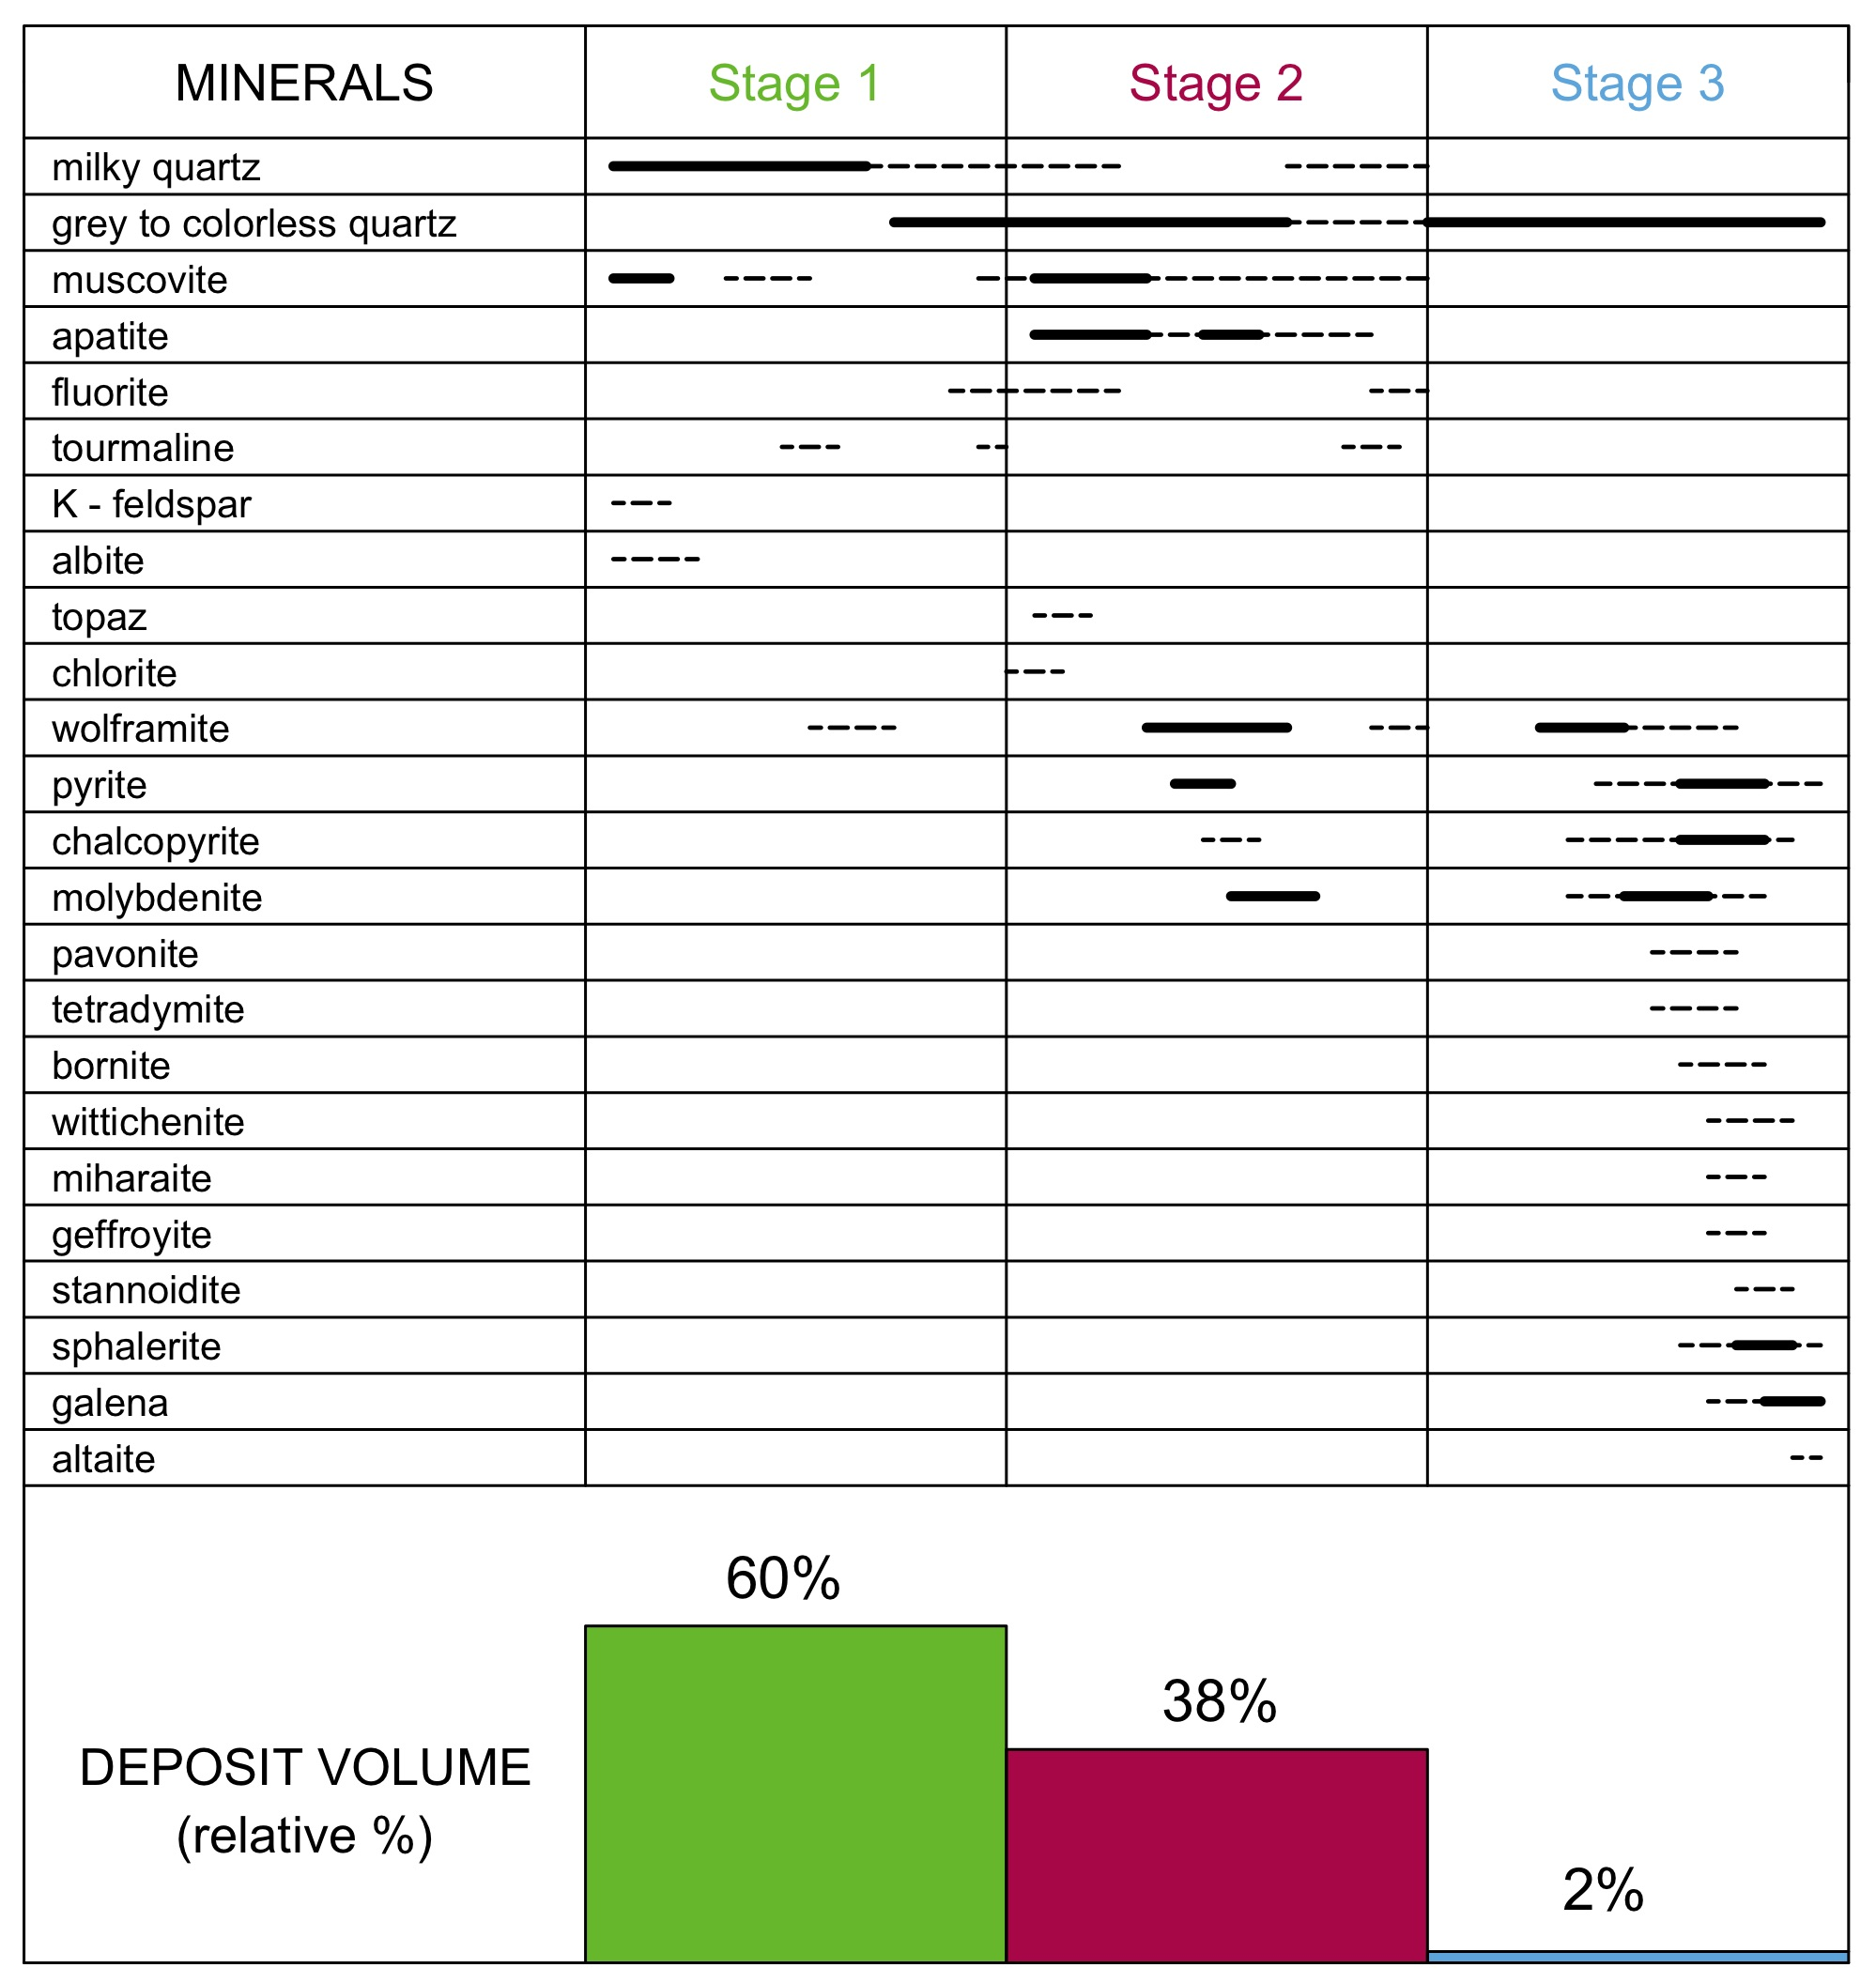 MINERALS Stage 1 Stage 2 Stage 3
milky quartz
grey to colorless quartz
muscovite
apatite
fluorite
tourmaline
K - feldspar
albite
topaz
chlorite
wolframite
pyrite
chalcopyrite
molybdenite
pavonite
tetradymite
bornite
wittichenite
miharaite
geffroyite
stannoidite
sphalerite
galena
altaite
60%
38%
DEPOSIT VOLUME
(relative %)
2%